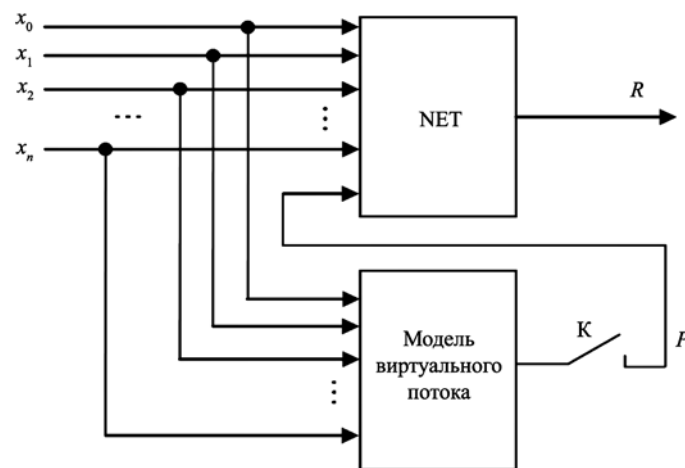 x₀
x₁
x₂
...
xₙ
⋮
NET
R
Модель
виртуального
потока
⋮
К
P